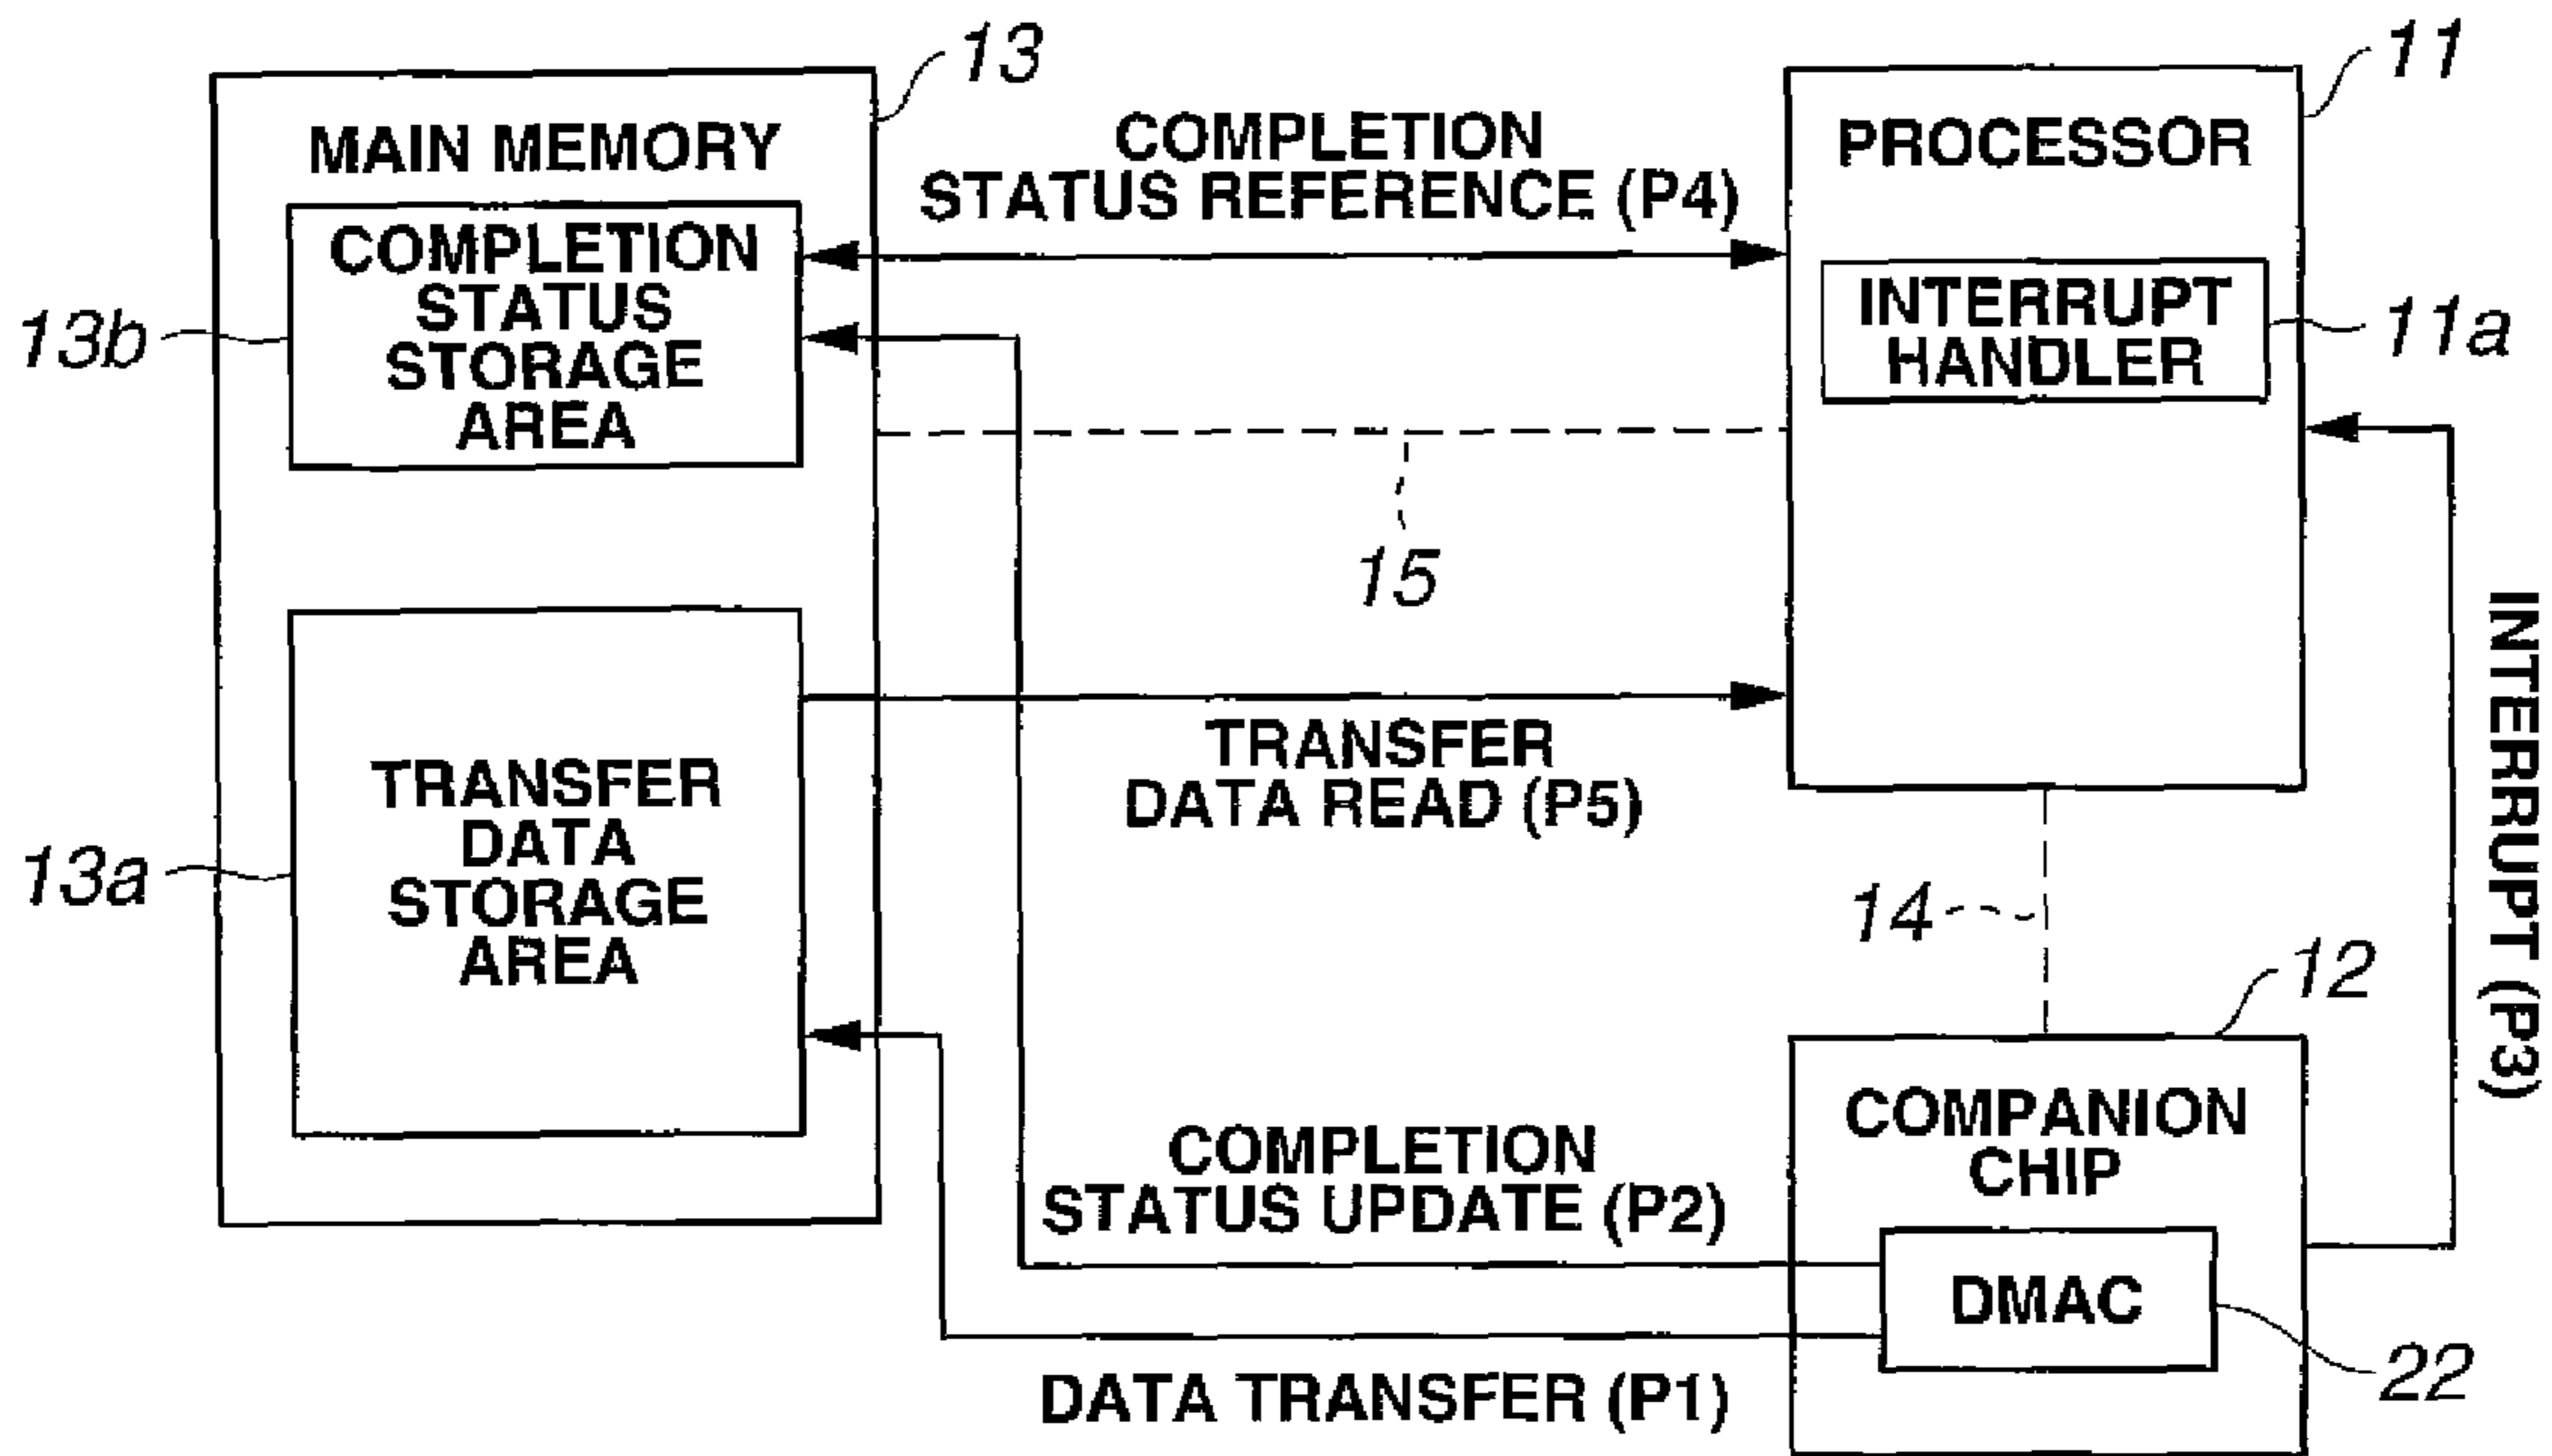 13
MAIN MEMORY
COMPLETION
STATUS
STORAGE
AREA
13b
TRANSFER
DATA
STORAGE
AREA
13a
COMPLETION
STATUS REFERENCE (P4)
15
TRANSFER
DATA READ (P5)
COMPLETION
STATUS UPDATE (P2)
DATA TRANSFER (P1)
11
PROCESSOR
INTERRUPT
HANDLER
11a
14
12
COMPANION
CHIP
DMAC
22
INTERRUPT (P3)